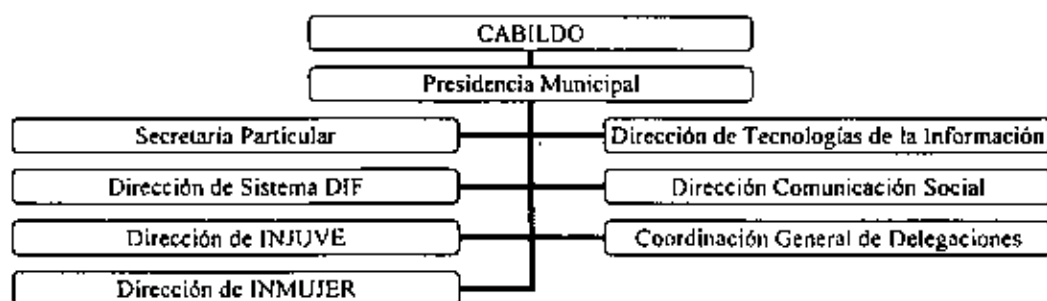 CABILDO
Presidencia Municipal
Secretaría Particular
Dirección de Tecnologías de la Información
Dirección de Sistema DIF
Dirección Comunicación Social
Dirección de INJUVE
Coordinación General de Delegaciones
Dirección de INMUJER